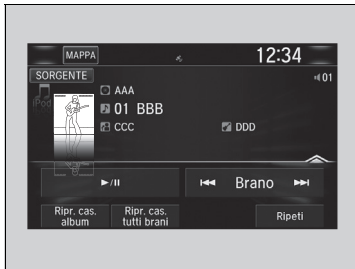 MAPPA
12:34
SORGENTE
01
iPod
AAA
01 BBB
CCC
DDD
Brano
Ripr. cas. album
Ripr. cas. tutti brani
Ripeti